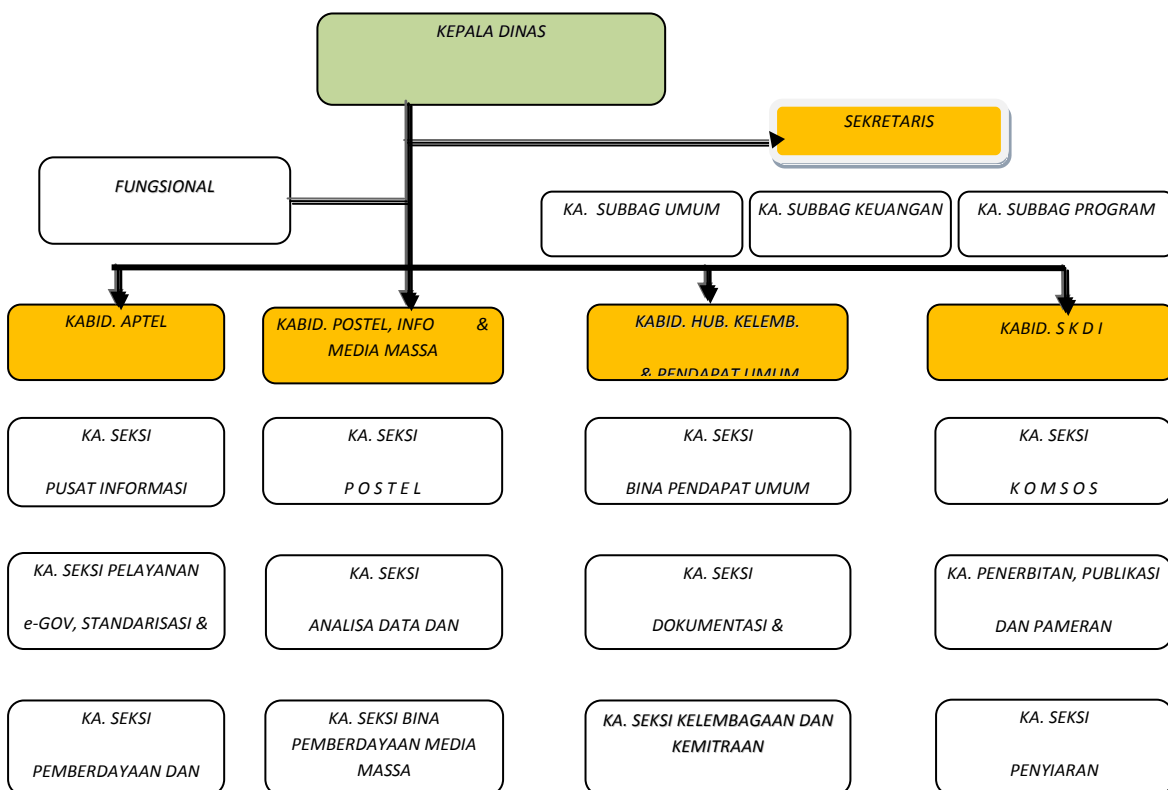 KEPALA DINAS
SEKRETARIS
FUNGSIONAL
KA. SUBBAG UMUM
KA. SUBBAG KEUANGAN
KA. SUBBAG PROGRAM
KABID. APTEL
KABID. POSTEL, INFO &
MEDIA MASSA
KABID. HUB. KELEMB.
& PENDAPAT UMUM
KABID. S K D I
KA. SEKSI
PUSAT INFORMASI
KA. SEKSI
P O S T E L
KA. SEKSI
BINA PENDAPAT UMUM
KA. SEKSI
K O M S O S
KA. SEKSI PELAYANAN
e-GOV, STANDARISASI &
KA. SEKSI
ANALISA DATA DAN
KA. SEKSI
DOKUMENTASI &
KA. PENERBITAN, PUBLIKASI
DAN PAMERAN
KA. SEKSI
PEMBERDAYAAN DAN
KA. SEKSI BINA
PEMBERDAYAAN MEDIA
MASSA
KA. SEKSI KELEMBAGAAN DAN
KEMITRAAN
KA. SEKSI
PENYIARAN